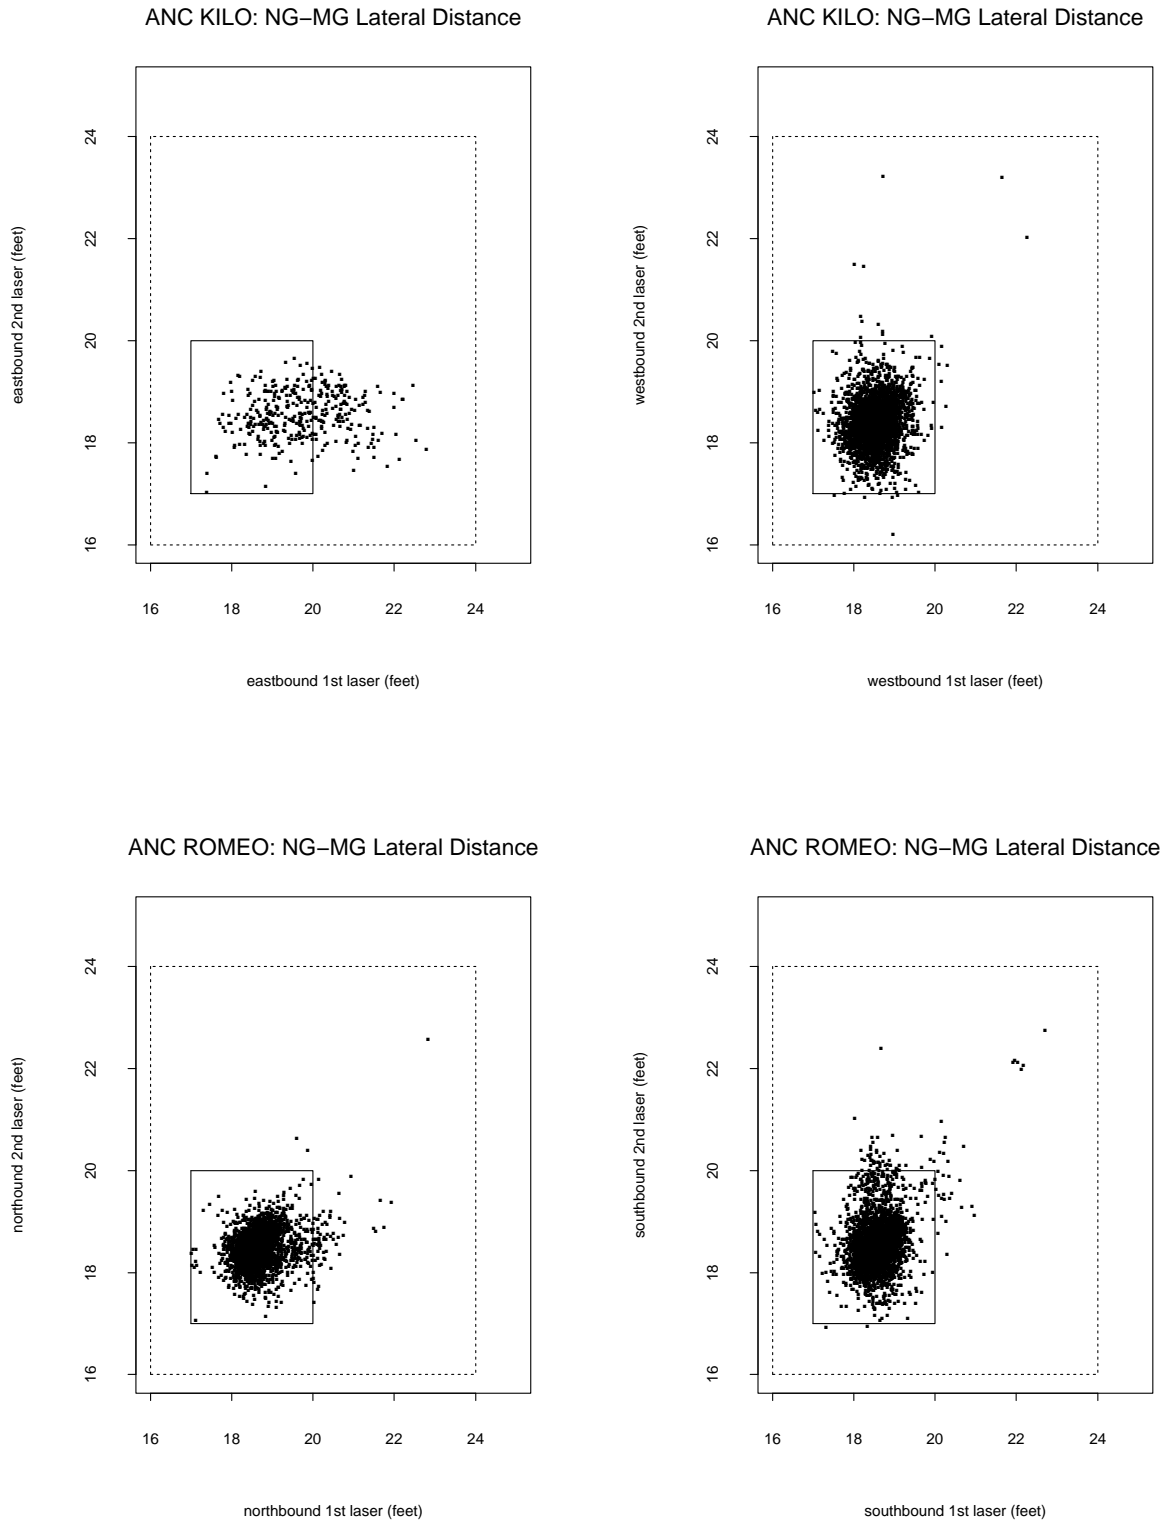 ANC KILO: NG−MG Lateral Distance
eastbound 2nd laser (feet)
24
22
20
18
16
16 18 20 22 24
eastbound 1st laser (feet)
ANC KILO: NG−MG Lateral Distance
westbound 2nd laser (feet)
24
22
20
18
16
16 18 20 22 24
westbound 1st laser (feet)
ANC ROMEO: NG−MG Lateral Distance
northound 2nd laser (feet)
24
22
20
18
16
16 18 20 22 24
northbound 1st laser (feet)
ANC ROMEO: NG−MG Lateral Distance
southbound 2nd laser (feet)
24
22
20
18
16
16 18 20 22 24
southbound 1st laser (feet)